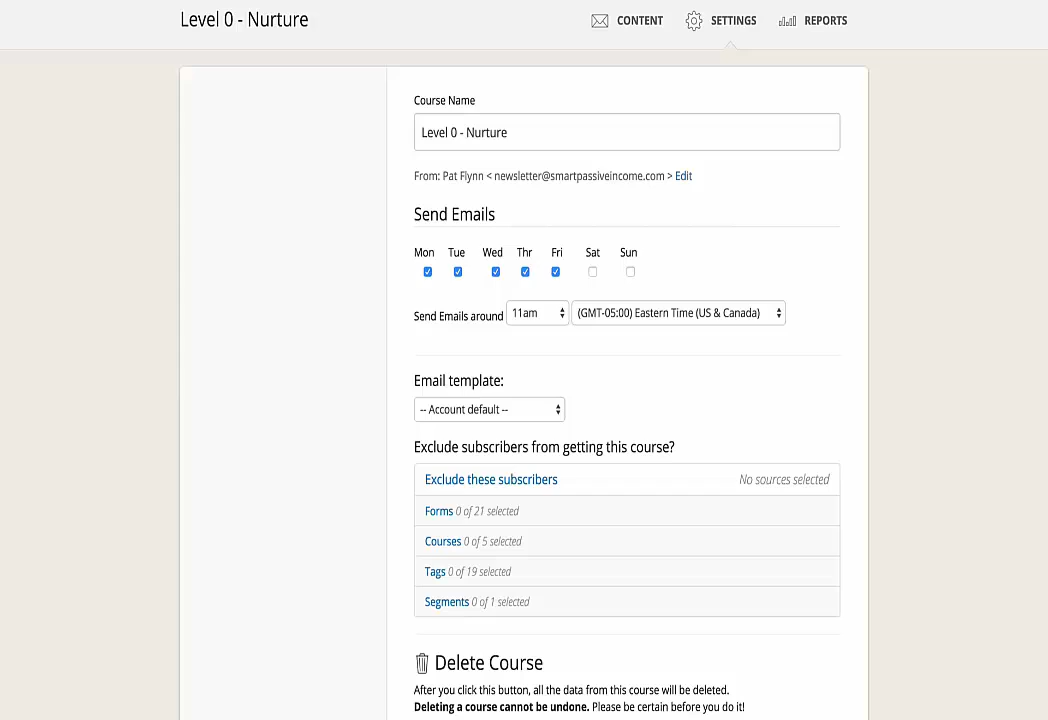 Level 0 - Nurture
CONTENT SETTINGS REPORTS
Course Name
Level 0 - Nurture
From: Pat Flynn < newsletter@smartpassiveincome.com > Edit
Send Emails
Mon Tue Wed Thr Fri Sat Sun
Send Emails around 11am (GMT-05:00) Eastern Time (US & Canada)
Email template:
-- Account default --
Exclude subscribers from getting this course?
Exclude these subscribers No sources selected
Forms 0 of 21 selected
Courses 0 of 5 selected
Tags 0 of 19 selected
Segments 0 of 1 selected
Delete Course
After you click this button, all the data from this course will be deleted.
Deleting a course cannot be undone. Please be certain before you do it!